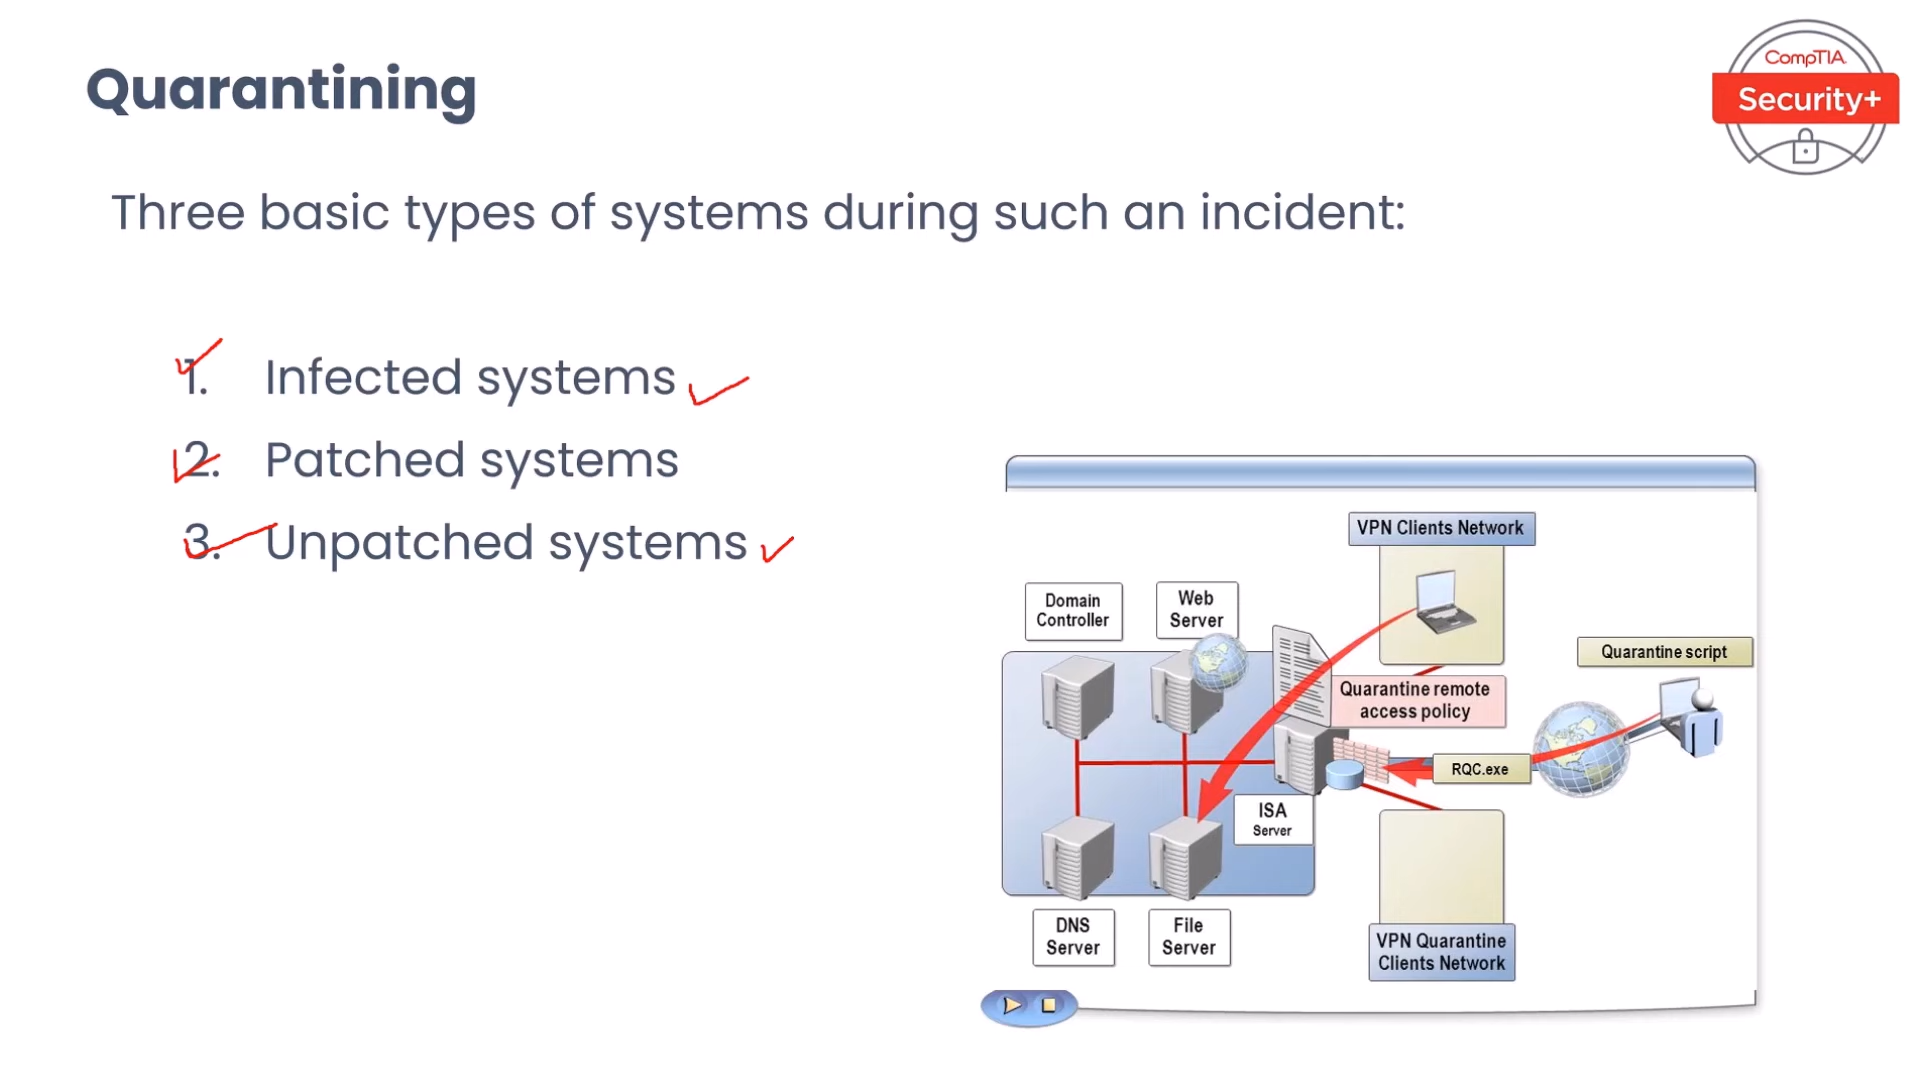 Quarantining
CompTIA.
Security+
Three basic types of systems during such an incident:
1. Infected systems
2. Patched systems
3. Unpatched systems
VPN Clients Network
Domain
Controller
Web
Server
Quarantine script
Quarantine remote
access policy
RQC.exe
ISA
Server
DNS
Server
File
Server
VPN Quarantine
Clients Network